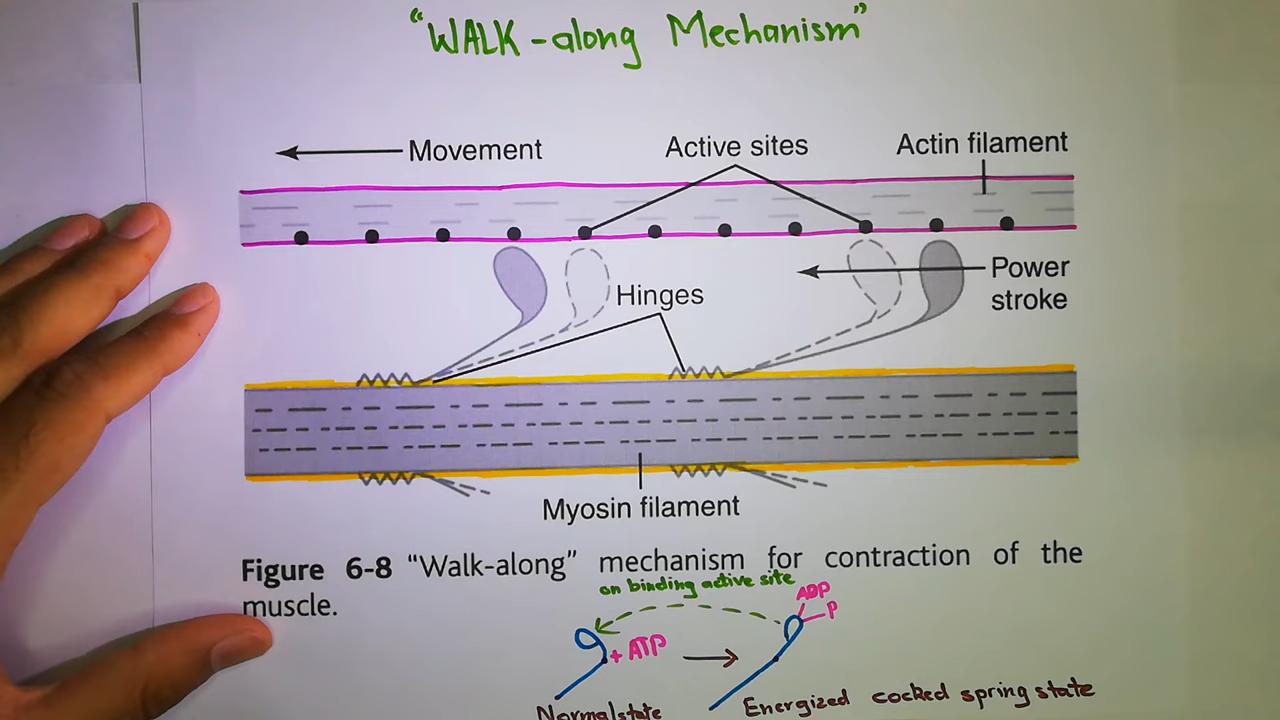 "WALK-along Mechanism"
Movement
Active sites
Actin filament
Hinges
Power
stroke
Myosin filament
Figure 6-8 “Walk-along” mechanism for contraction of the
muscle.
on binding active site
ADP
P
+ ATP
Normal state
Energized cocked spring state